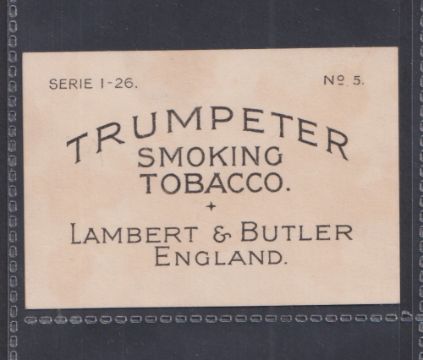 SERIE 1-26. Nº 5.
TRUMPETER
SMOKING
TOBACCO.
LAMBERT & BUTLER
ENGLAND.